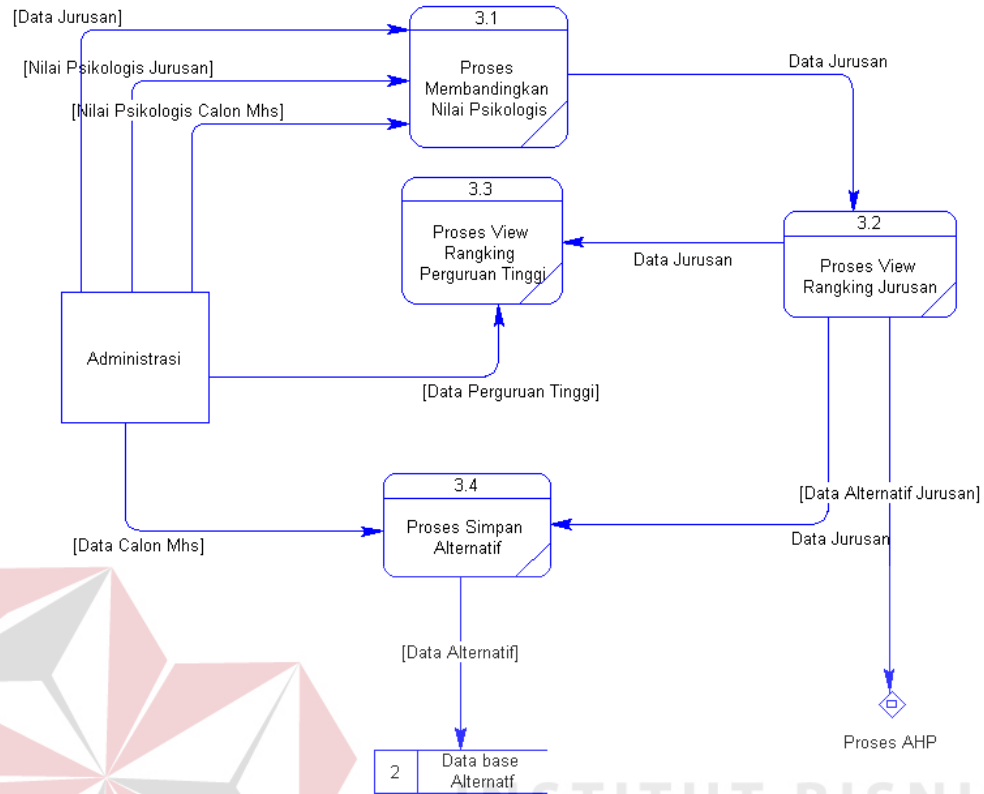 [Data Jurusan]
3.1
[Nilai Psikologis Jurusan]
Proses
Membandingkan
Nilai Psikologis
Data Jurusan
[Nilai Psikologis Calon Mhs]
3.3
Proses View
Rangking
Perguruan Tinggi
3.2
Proses View
Rangking Jurusan
Data Jurusan
Administrasi
[Data Perguruan Tinggi]
3.4
Proses Simpan
Alternatif
[Data Alternatif Jurusan]
Data Jurusan
[Data Calon Mhs]
[Data Alternatif]
Proses AHP
2
Data base
Alternatf